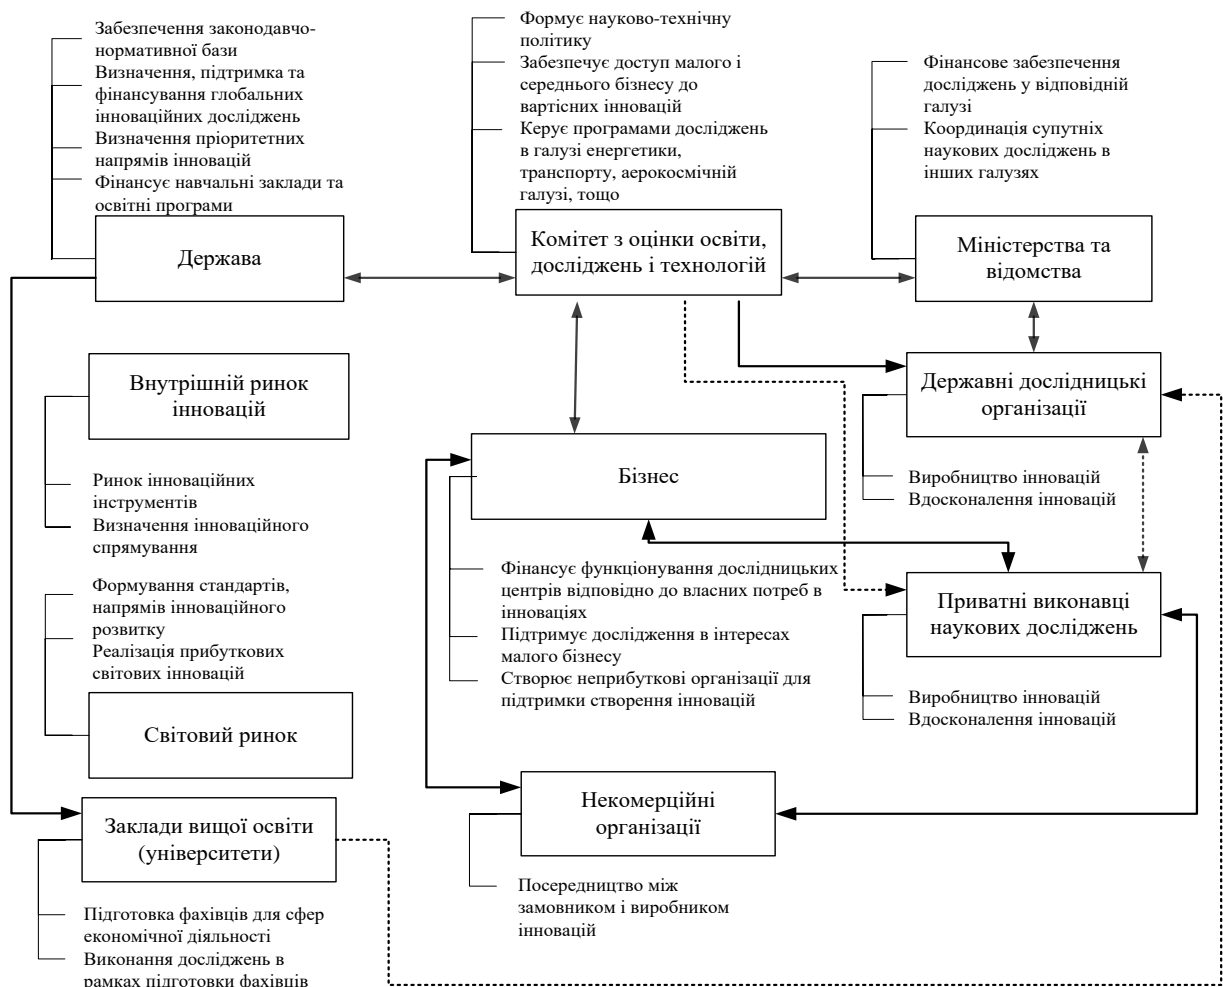 Забезпечення законодавчо-
нормативної бази
Визначення, підтримка та
фінансування глобальних
інноваційних досліджень
Визначення пріоритетних
напрямів інновацій
Фінансує навчальні заклади та
освітні програми
Держава
Формує науково-технічну
політику
Забезпечує доступ малого і
середнього бізнесу до
вартісних інновацій
Керує програмами досліджень
в галузі енергетики,
транспорту, аерокосмічній
галузі, тощо
Комітет з оцінки освіти,
досліджень і технологій
Фінансове забезпечення
досліджень у відповідній
галузі
Координація супутніх
наукових досліджень в
інших галузях
Міністерства та
відомства
Внутрішній ринок
інновацій
Ринок інноваційних
інструментів
Визначення інноваційного
спрямування
Державні дослідницькі
організації
Виробництво інновацій
Вдосконалення інновацій
Бізнес
Фінансує функціонування дослідницьких
центрів відповідно до власних потреб в
інноваціях
Підтримує дослідження в інтересах
малого бізнесу
Створює неприбуткові організації для
підтримки створення інновацій
Приватні виконавці
наукових досліджень
Виробництво інновацій
Вдосконалення інновацій
Формування стандартів,
напрямів інноваційного
розвитку
Реалізація прибуткових
світових інновацій
Світовий ринок
Некомерційні
організації
Посередництво між
замовником і виробником
інновацій
Заклади вищої освіти
(університети)
Підготовка фахівців для сфер
економічної діяльності
Виконання досліджень в
рамках підготовки фахівців